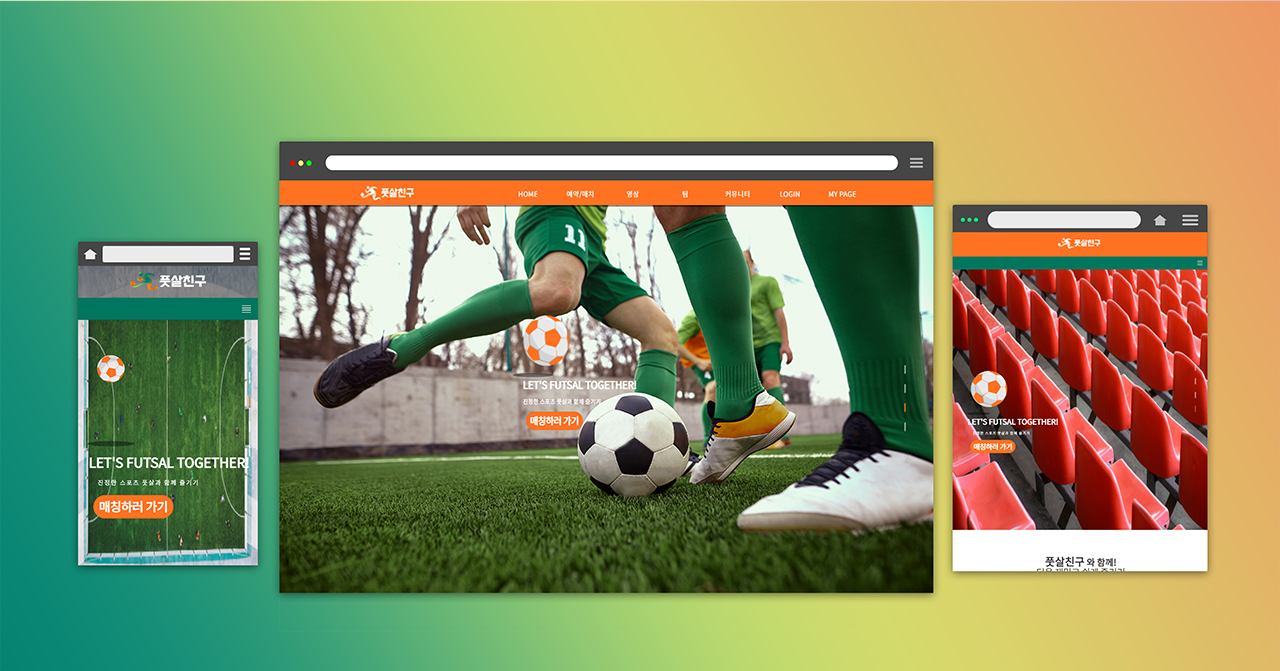 풋살친구
LET'S FUTSAL TOGETHER!
진정한 스포츠 풋살과 함께 즐기기
매칭하러 가기
풋살친구
HOME 예약/매치 영상 팀 커뮤니티 LOGIN MY PAGE
11
LET'S FUTSAL TOGETHER!
진정한 스포츠 풋살과 함께 즐기기
매칭하러 가기
풋살친구
LET'S FUTSAL TOGETHER!
진정한 스포츠 풋살과 함께 즐기기
매칭하러 가기
풋살친구 와 함께!